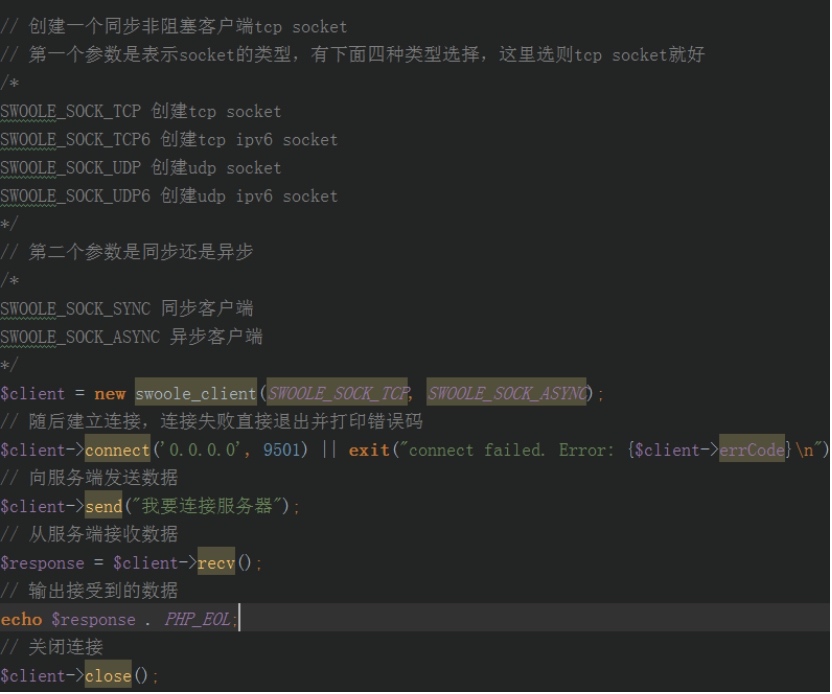 // 创建一个同步非阻塞客户端tcp socket
// 第一个参数是表示socket的类型，有下面四种类型选择，这里选则tcp socket就好
/*
SWOOLE_SOCK_TCP 创建tcp socket
SWOOLE_SOCK_TCP6 创建tcp ipv6 socket
SWOOLE_SOCK_UDP 创建udp socket
SWOOLE_SOCK_UDP6 创建udp ipv6 socket
*/
// 第二个参数是同步还是异步
/*
SWOOLE_SOCK_SYNC 同步客户端
SWOOLE_SOCK_ASYNC 异步客户端
*/
$client = new swoole_client(SWOOLE_SOCK_TCP, SWOOLE_SOCK_ASYNC);
// 随后建立连接，连接失败直接退出并打印错误码
$client->connect('0.0.0.0', 9501) || exit("connect failed. Error: {$client->errCode}\n")
// 向服务端发送数据
$client->send("我要连接服务器");
// 从服务端接收数据
$response = $client->recv();
// 输出接受到的数据
echo $response . PHP_EOL;
// 关闭连接
$client->close();